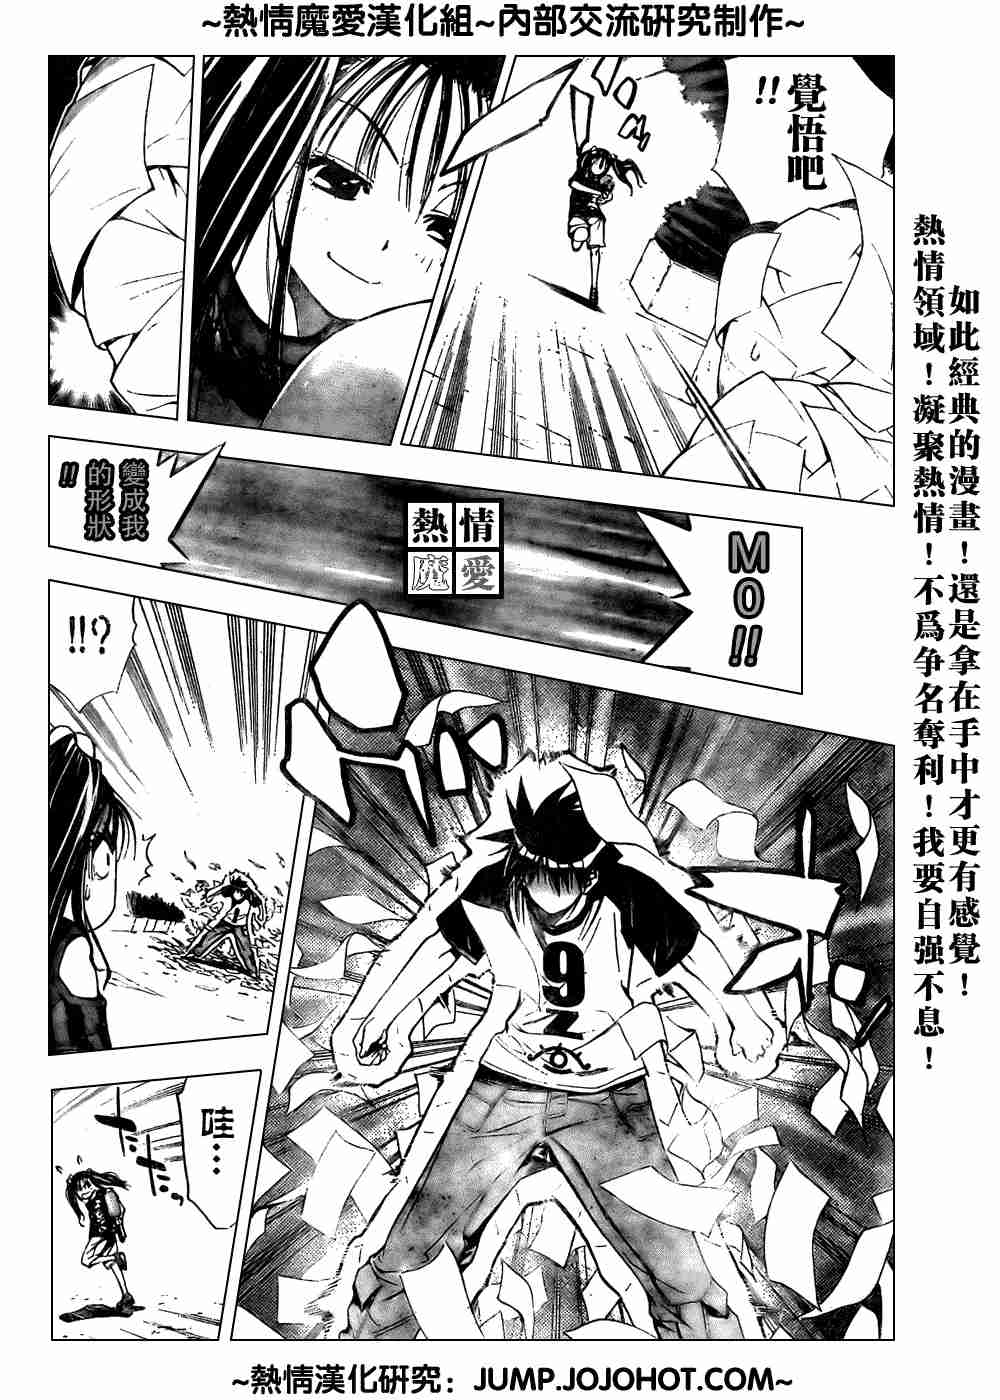 ~熱情魔愛漢化組~內部交流研究制作~
覺悟吧
!!
如此經典的漫畫！還是拿在手中才更有感覺！
熱情領域！凝聚熱情！不爲争名奪利！我要自强不息！
MO!!
熱情
魔愛
變成我
的形狀
!!
!!?
9
2
哇…
~熱情漢化研究：JUMP.JOJOHOT.COM~